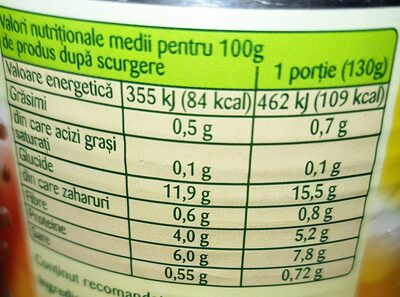 Valori nutriționale medii pentru 100g
de produs după scurgere
1 porție (130g)
Valoare energetică 355 kJ (84 kcal) 462 kJ (109 kcal)
Grăsimi 0,5 g 0,7 g
din care acizi grași
saturați 0,1 g 0,1 g
Glucide 11,9 g 15,5 g
din care zaharuri 0,6 g 0,8 g
Fibre 4,0 g 5,2 g
Proteine 6,0 g 7,8 g
Sare 0,55 g 0,72 g
Conținut recomandat